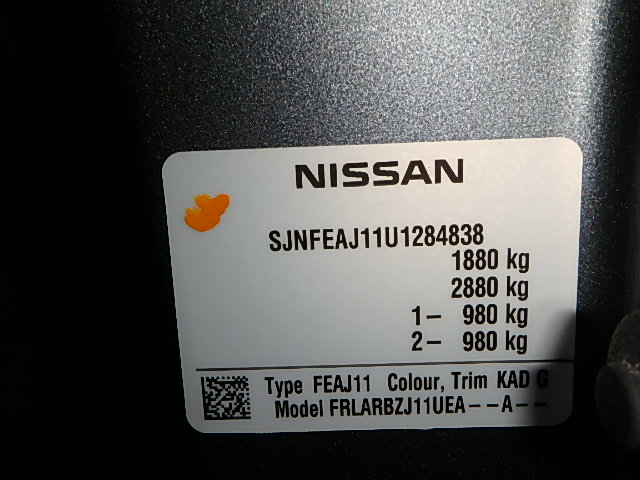 NISSAN
SJNFEAJ11U1284838
1880 kg
2880 kg
1– 980 kg
2– 980 kg
Type FEAJ11 Colour, Trim KAD G
Model FRLARBZJ11UEA––A––